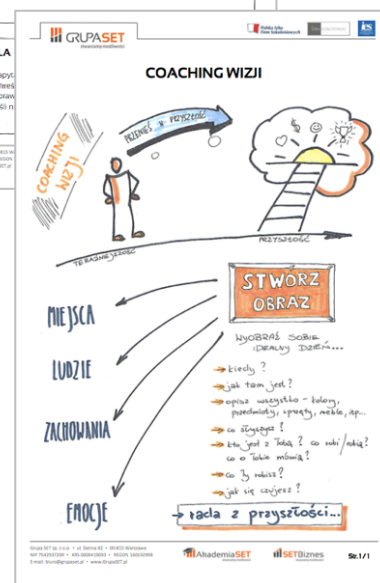 GRUPASET
COACHING WIZJI
COACHING
WIZJI
PRZENIEŚ W PRZYSZŁOŚĆ
TERAŹNIEJSZOŚĆ
PRZYSZŁOŚĆ
STWÓRZ
OBRAZ
MIEJSCA
LUDZIE
ZACHOWANIA
EMOCJE
WYOBRAŹ SOBIE
IDEALNY DZIEŃ...
→ kiedy ?
→ jak tam jest?
→ opisz wszystko - kolory,
przedmioty, sprzęty, meble, itp...
→ co słyszysz ?
→ kto jest z Tobą ? co robi/robią?
co o Tobie mówią?
→ co Ty robisz?
→ jak się czujesz?
→ rada z przyszłości...
AkademiaSET
SETBiznes
Str.1/1